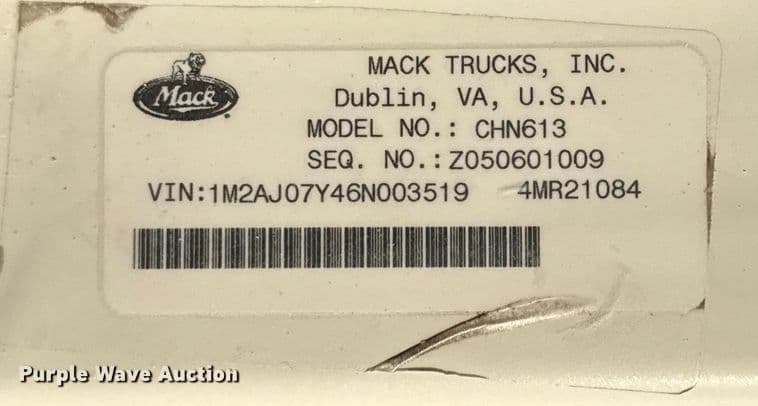 Mack
MACK TRUCKS, INC.
Dublin, VA, U.S.A.
MODEL NO.: CHN613
SEQ. NO.: Z050601009
VIN:1M2AJ07Y46N003519 4MR21084
Purple Wave Auction